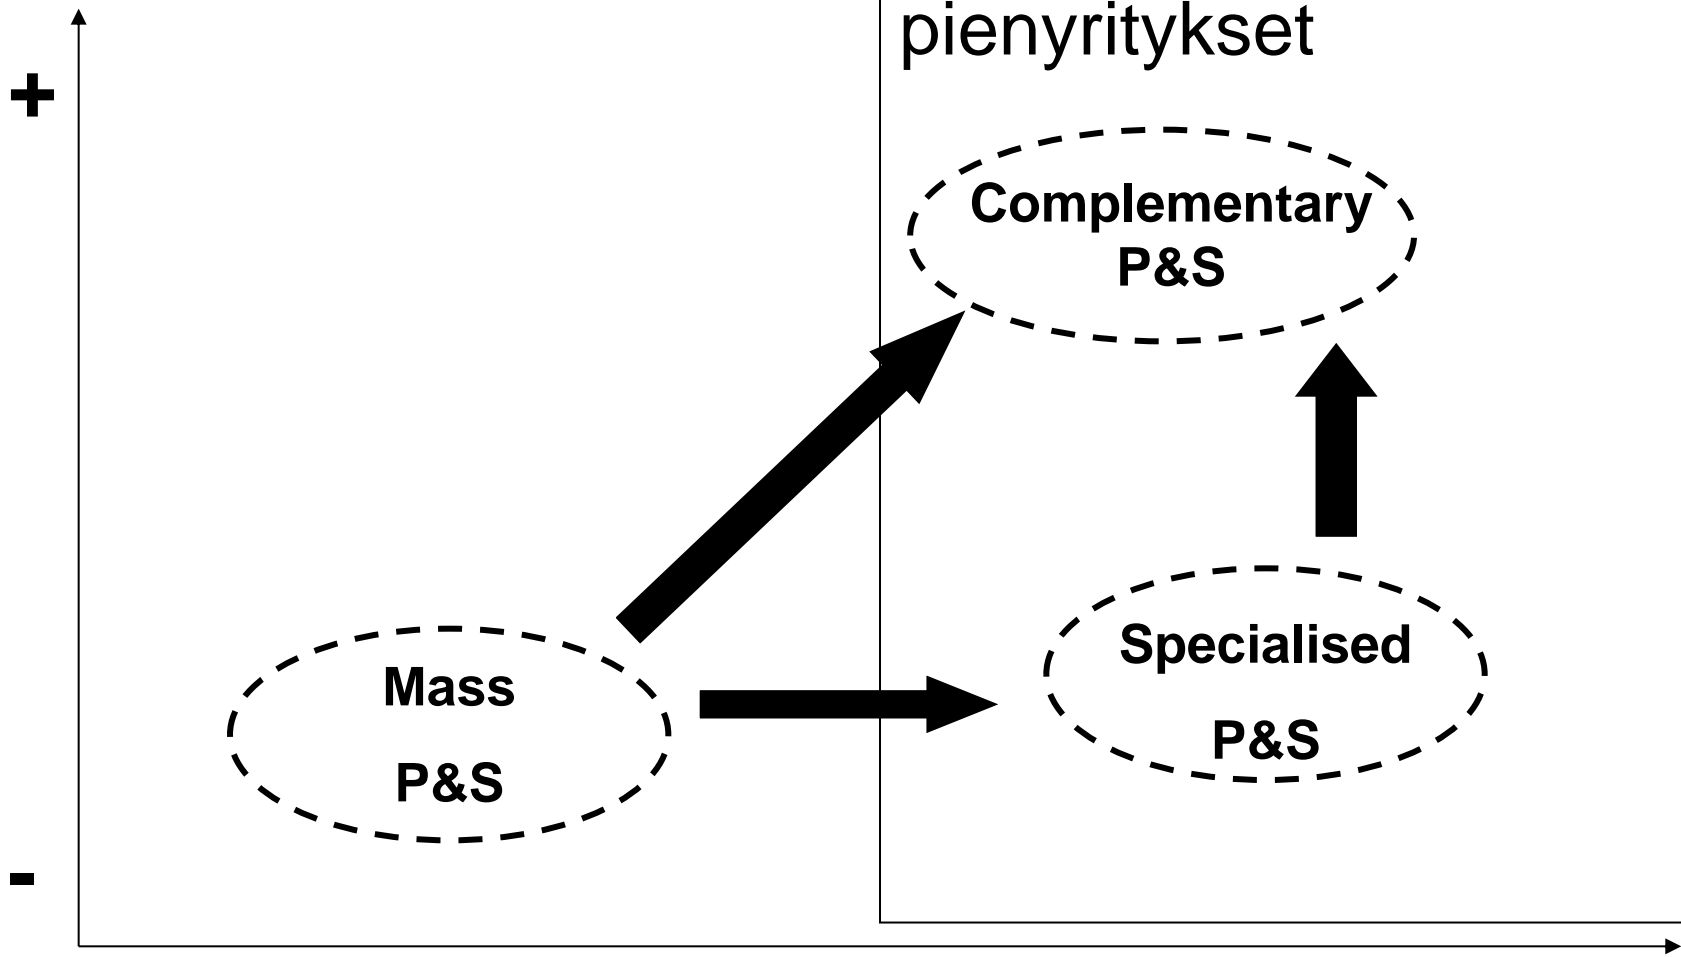 pienyritykset
+
Complementary
P&S
Mass
P&S
Specialised
P&S
-